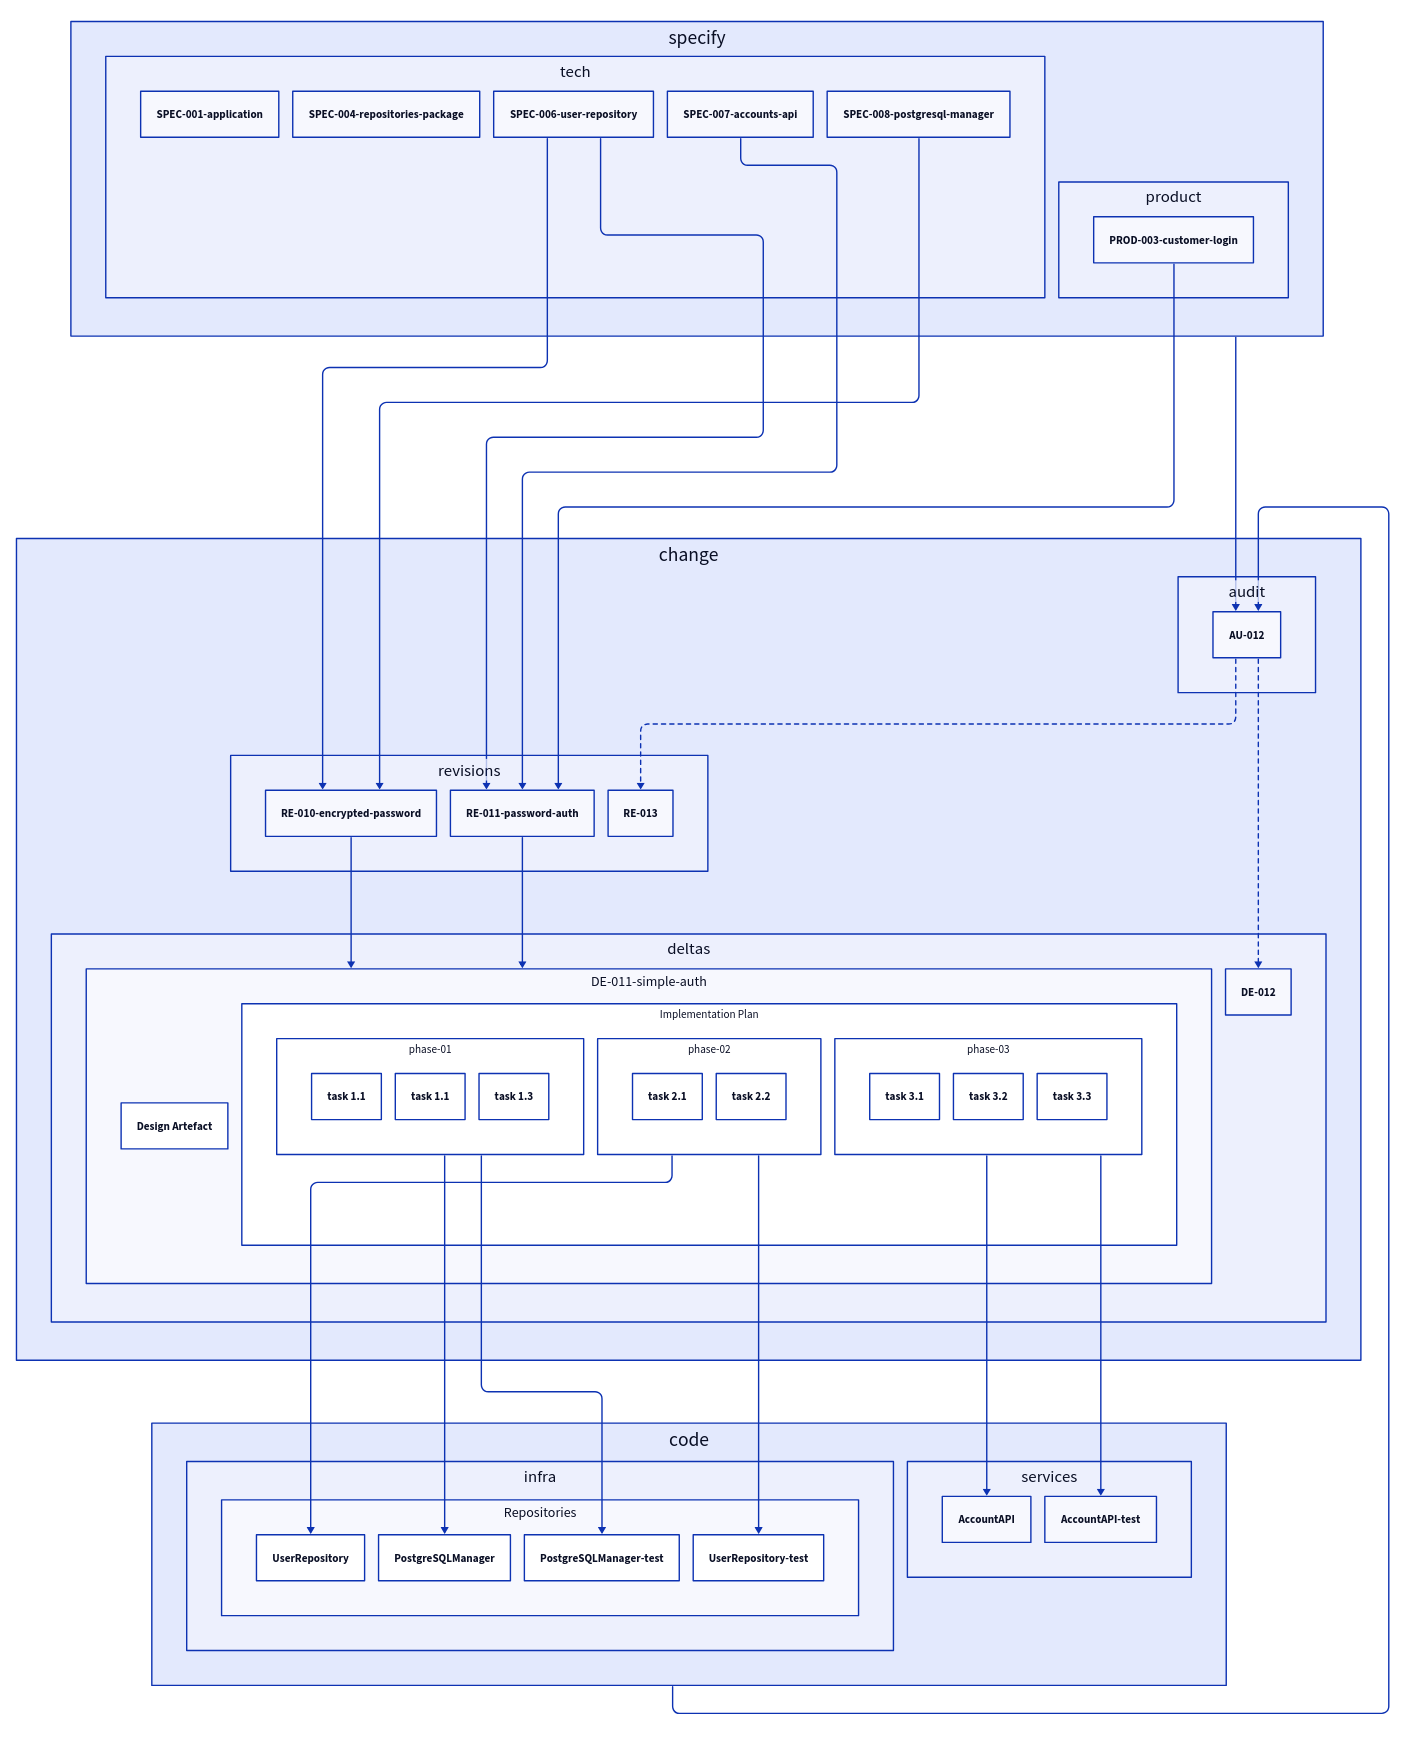 specify
tech
SPEC-001-application
SPEC-004-repositories-package
SPEC-006-user-repository
SPEC-007-accounts-api
SPEC-008-postgresql-manager
product
PROD-003-customer-login
change
audit
AU-012
revisions
RE-010-encrypted-password
RE-011-password-auth
RE-013
deltas
DE-011-simple-auth
DE-012
Implementation Plan
phase-01
phase-02
phase-03
task 1.1
task 1.1
task 1.3
task 2.1
task 2.2
task 3.1
task 3.2
task 3.3
Design Artefact
code
infra
services
Repositories
AccountAPI
AccountAPI-test
UserRepository
PostgreSQLManager
PostgreSQLManager-test
UserRepository-test